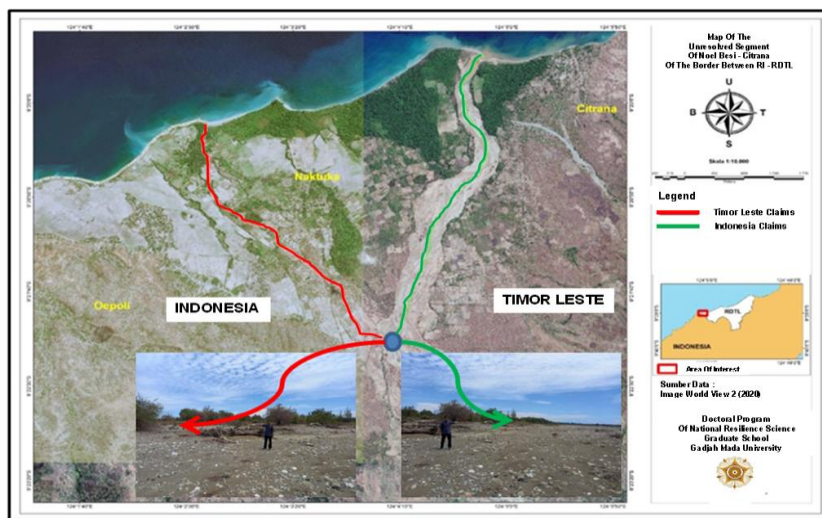 Map Of The
Unresolved Segment
Of Noel Besi - Citrana
Of The Border Between RI - RDTL
U
B
T
S
Legend
Timor Leste Claims
Indonesia Claims
RDTL
INDONESIA
Area Of Interest
Sumber Data :
Image World View 2 (2020)
Doctoral Program
Of National Resilience Science
Graduate School
Gadjah Mada University
Citrana
Naktuka
Oepoli
INDONESIA
TIMOR LESTE